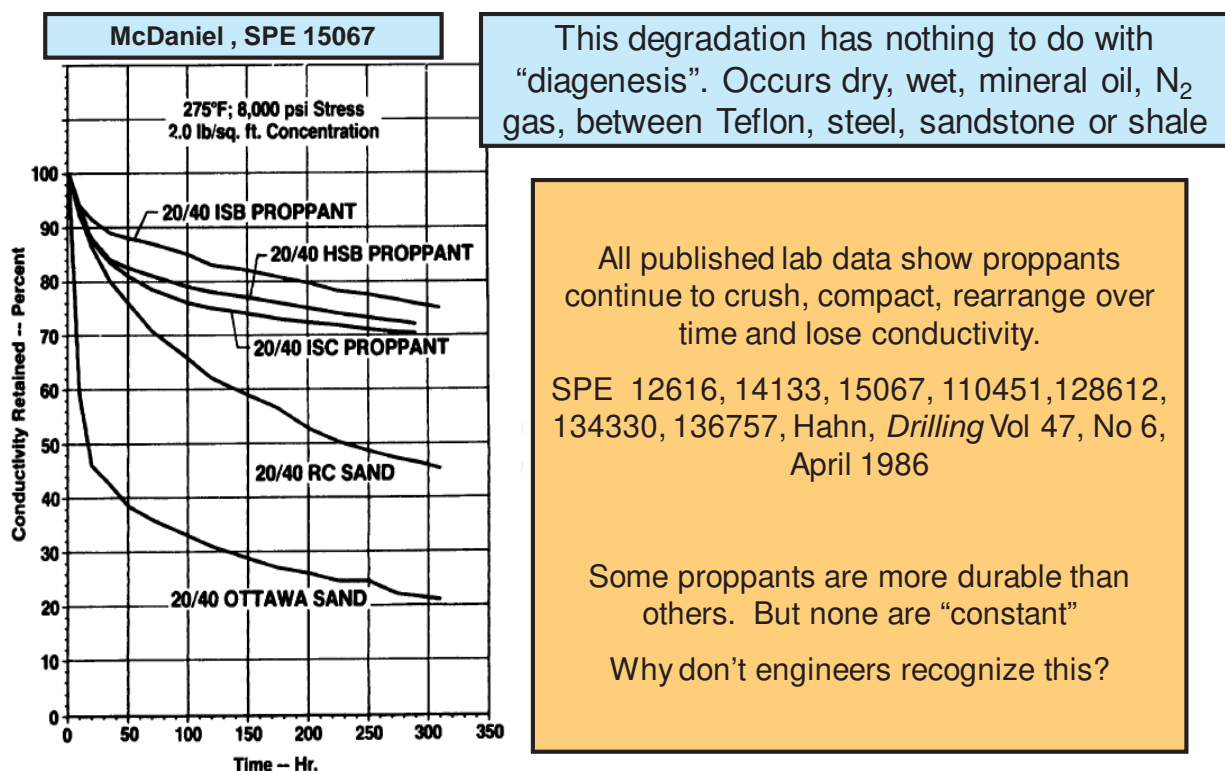 McDaniel , SPE 15067
This degradation has nothing to do with
“diagenesis”. Occurs dry, wet, mineral oil, N₂
gas, between Teflon, steel, sandstone or shale
275°F; 8,000 psi Stress
2.0 lb/sq. ft. Concentration
100
90
80
70
60
50
40
30
20
10
0
Conductivity Retained -- Percent
20/40 ISB PROPPANT
20/40 HSB PROPPANT
20/40 ISC PROPPANT
20/40 RC SAND
20/40 OTTAWA SAND
0 50 100 150 200 250 300 350
Time -- Hr.
All published lab data show proppants
continue to crush, compact, rearrange over
time and lose conductivity.
SPE 12616, 14133, 15067, 110451,128612,
134330, 136757, Hahn, Drilling Vol 47, No 6,
April 1986
Some proppants are more durable than
others. But none are “constant”
Why don’t engineers recognize this?